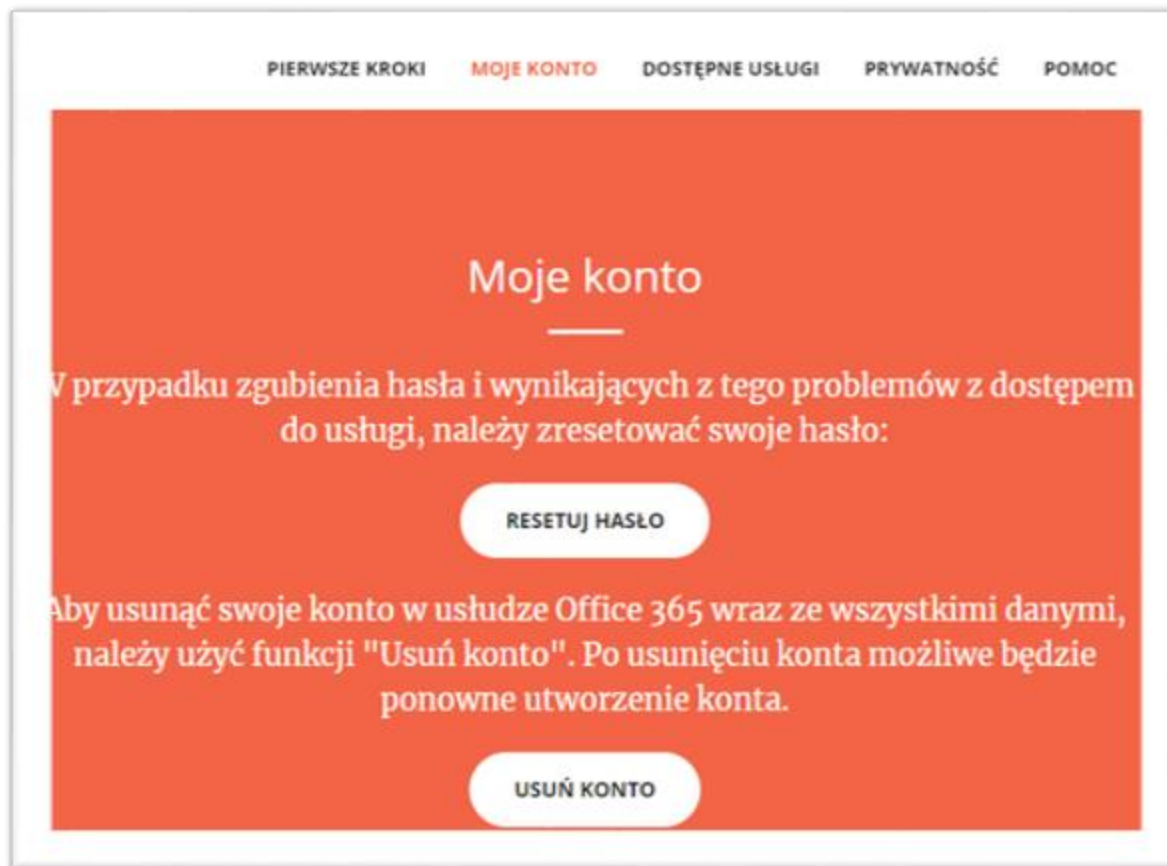 PIERWSZE KROKI MOJE KONTO DOSTĘPNE USŁUGI PRYWATNOŚĆ POMOC
Moje konto
W przypadku zgubienia hasła i wynikających z tego problemów z dostępem
do usługi, należy zresetować swoje hasło:
RESETUJ HASŁO
Aby usunąć swoje konto w usłudze Office 365 wraz ze wszystkimi danymi,
należy użyć funkcji "Usuń konto". Po usunięciu konta możliwe będzie
ponowne utworzenie konta.
USUŃ KONTO